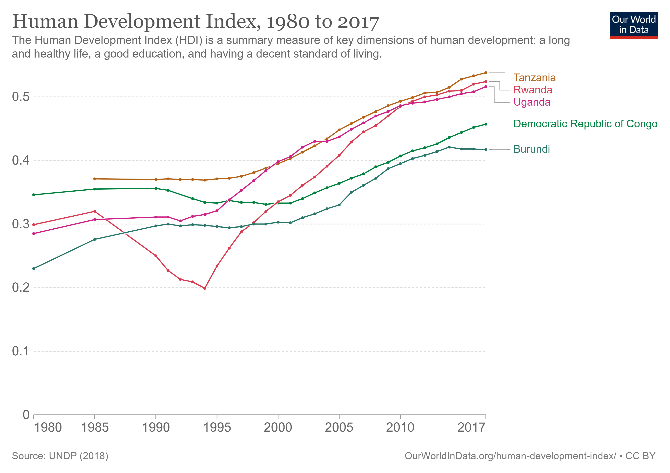 Human Development Index, 1980 to 2017
The Human Development Index (HDI) is a summary measure of key dimensions of human development: a long
and healthy life, a good education, and having a decent standard of living.
Our World
in Data
0.5
0.4
0.3
0.2
0.1
0
1980 1985 1990 1995 2000 2005 2010 2017
Tanzania
Rwanda
Uganda
Democratic Republic of Congo
Burundi
Source: UNDP (2018)
OurWorldInData.org/human-development-index/ • CC BY